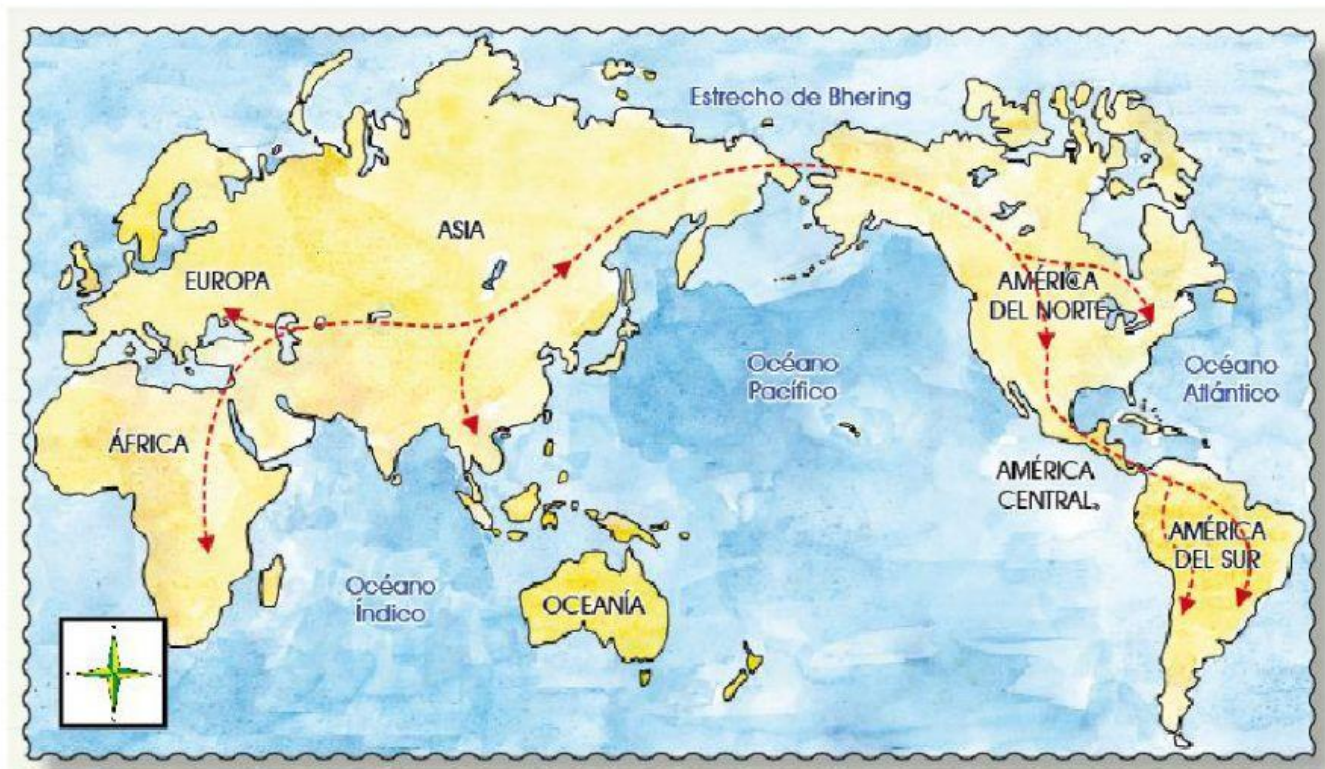 Estrecho de Bhering
ASIA
EUROPA
AMÉRICA
DEL NORTE
Océano
Pacífico
Océano
Atlántico
ÁFRICA
AMÉRICA
CENTRAL
AMÉRICA
DEL SUR
Océano
Índico
OCEANÍA